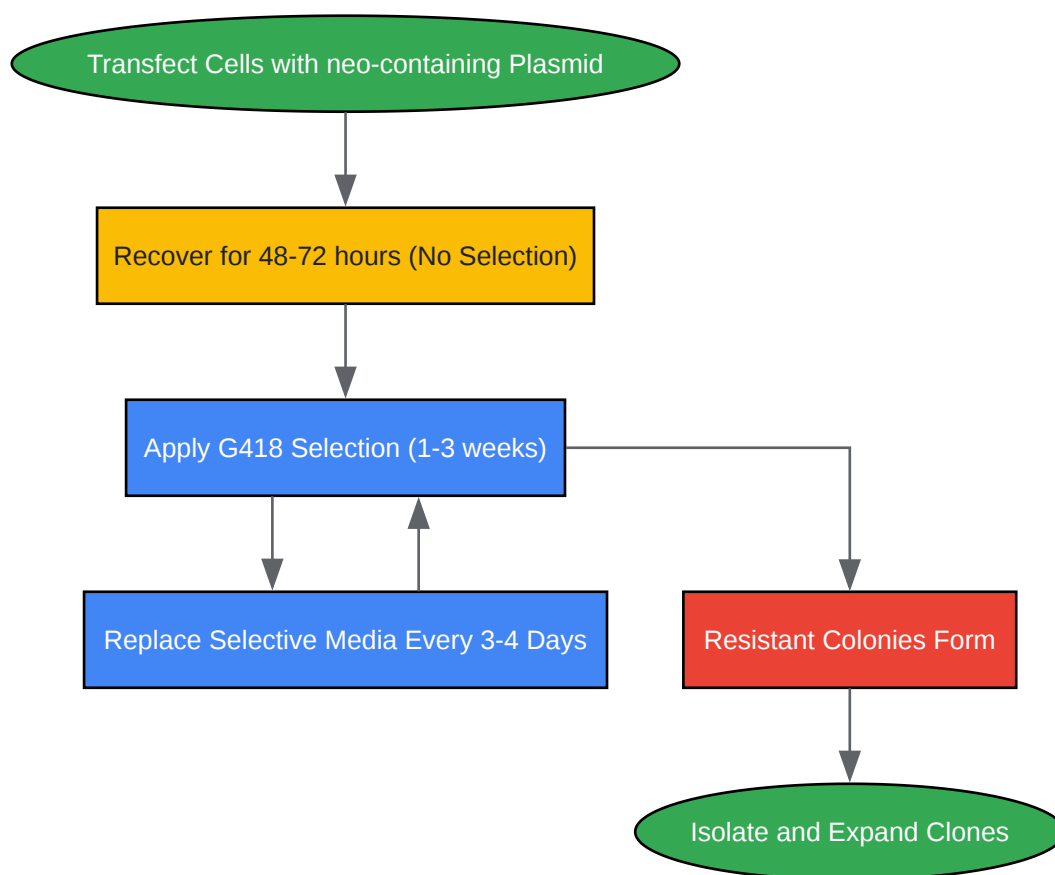 Transfect Cells with neo-containing Plasmid
Recover for 48-72 hours (No Selection)
Apply G418 Selection (1-3 weeks)
Replace Selective Media Every 3-4 Days
Resistant Colonies Form
Isolate and Expand Clones